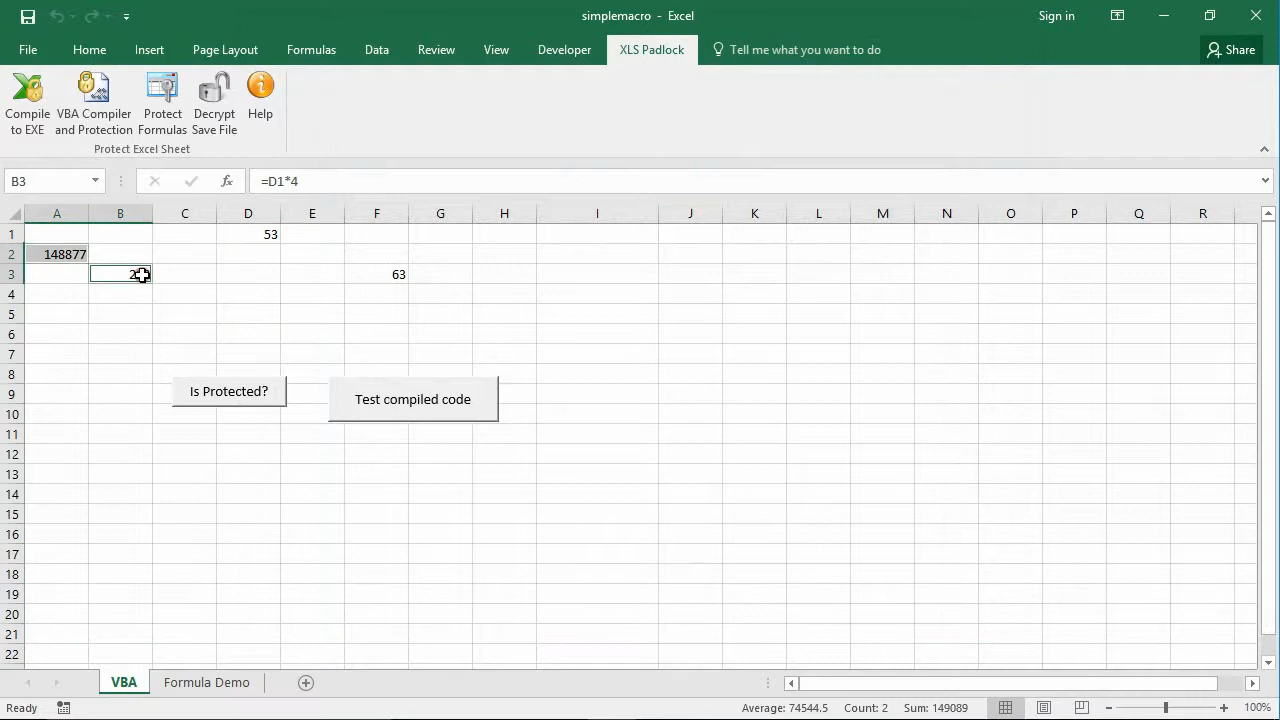 simplemacro - Excel
Sign in
File Home Insert Page Layout Formulas Data Review View Developer XLS Padlock Tell me what you want to do Share
Compile to EXE
VBA Compiler and Protection
Protect Formulas
Decrypt Save File
Help
Protect Excel Sheet
B3 fx =D1*4
A B C D E F G H I J K L M N O P Q R
1 53
2 148877
3 63
4
5
6
7
8
9 Is Protected? Test compiled code
10
11
12
13
14
15
16
17
18
19
20
21
22
VBA Formula Demo
Ready Average: 74544.5 Count: 2 Sum: 149089 100%